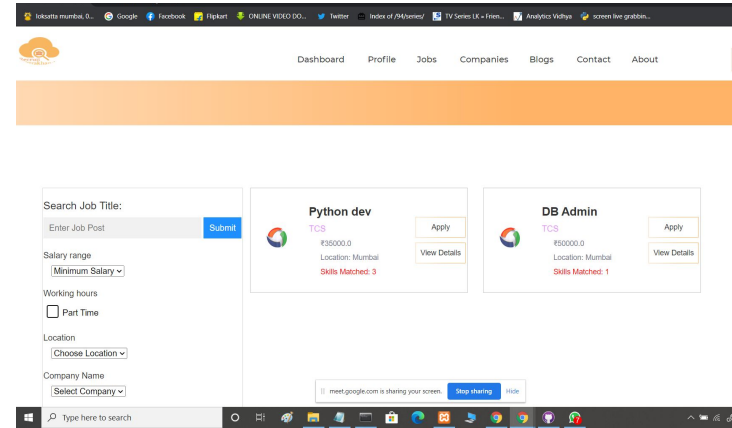 loksatta mumbai, 0... Google Facebook Flipkart ONLINE VIDEO DO... Twitter Index of /94/series/ TV Series LK – Frien... Analytics Vidhya screen live grabbin...
Dashboard Profile Jobs Companies Blogs Contact About
Search Job Title:
Enter Job Post Submit
Salary range
Minimum Salary
Working hours
Part Time
Location
Choose Location
Company Name
Select Company
Python dev
TCS
₹35000.0
Location: Mumbai
Skills Matched: 3
Apply
View Details
DB Admin
TCS
₹50000.0
Location: Mumbai
Skills Matched: 1
Apply
View Details
meet.google.com is sharing your screen. Stop sharing Hide
Type here to search